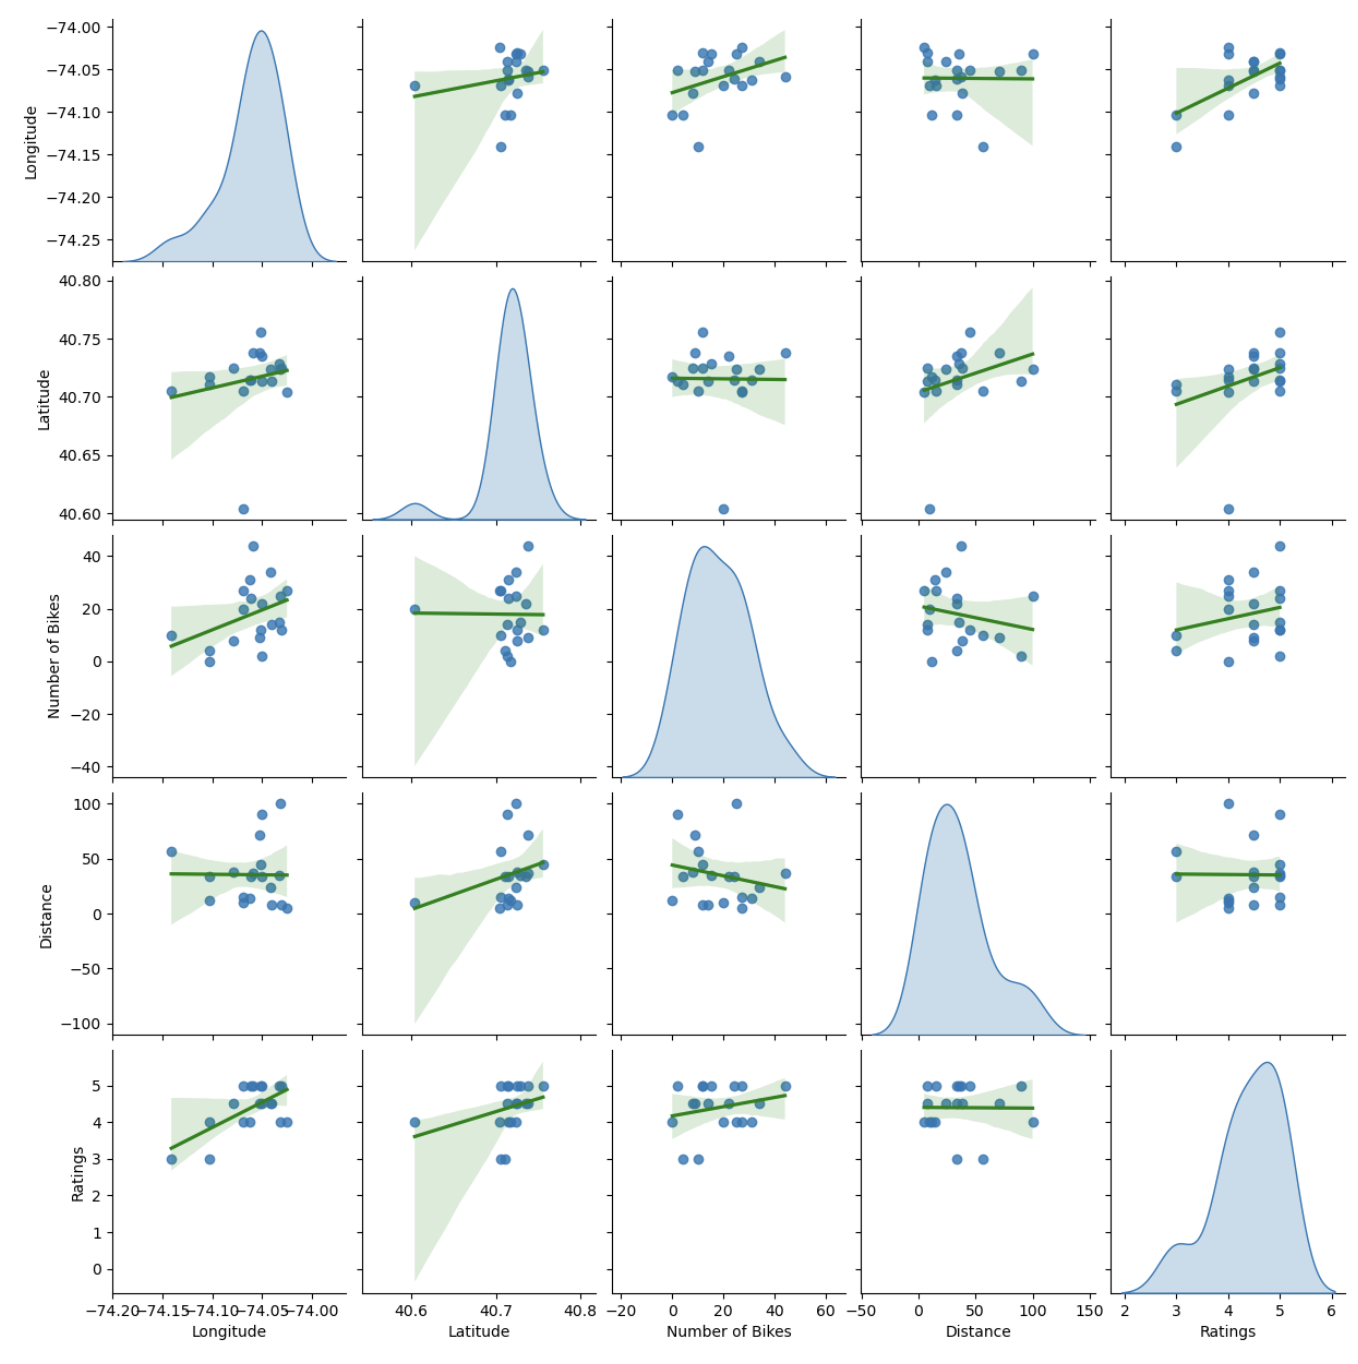 Longitude
−74.00
−74.05
−74.10
−74.15
−74.20
−74.25
Latitude
40.80
40.75
40.70
40.65
40.60
Number of Bikes
40
20
0
−20
−40
Distance
100
50
0
−50
−100
Ratings
5
4
3
2
1
0
−74.20 −74.15 −74.10 −74.05 −74.00
Longitude
40.6 40.7 40.8
Latitude
−20 0 20 40 60
Number of Bikes
−50 0 50 100 150
Distance
2 3 4 5 6
Ratings